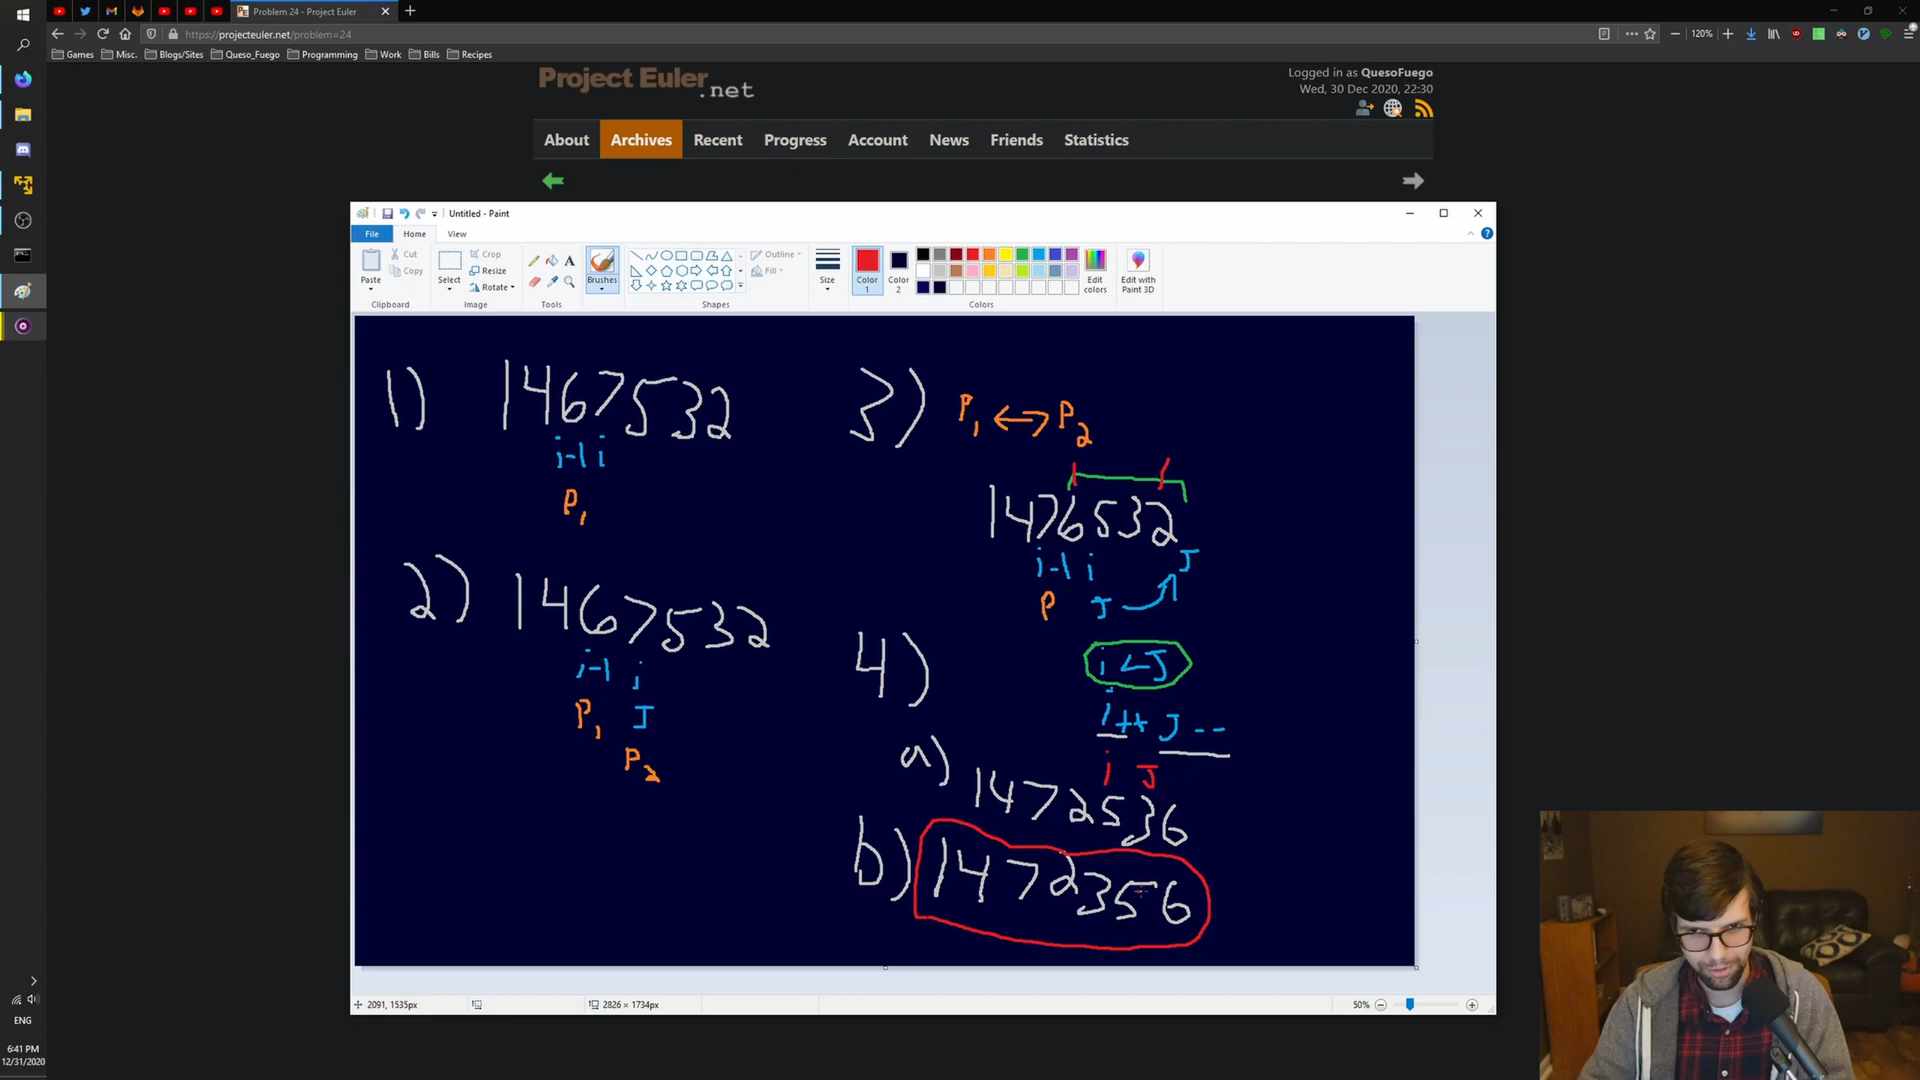 Problem 24 - Project Euler
https://projecteuler.net/problem=24
120%
Games Misc. Blogs/Sites Queso_Fuego Programming Work Bills Recipes
Project Euler
.net
Logged in as QuesoFuego
Wed, 30 Dec 2020, 22:30
About Archives Recent Progress Account News Friends Statistics
Untitled - Paint
File Home View
Paste
Cut
Copy
Clipboard
Select
Crop
Resize
Rotate
Image
Tools
Brushes
Shapes
Outline
Fill
Size
Color 1
Color 2
Edit colors
Colors
Edit with Paint 3D
1) 1467532
i-1 i
P1
2) 1467532
i-1 i
P1 J
P2
3) P1 ↔ P2
1476532
i-1 i J
P J
4) i < J
i++ J--
i J
a) 1472536
b) 1472356
2091, 1535px
2826 × 1734px
50%
ENG
6:41 PM
12/31/2020